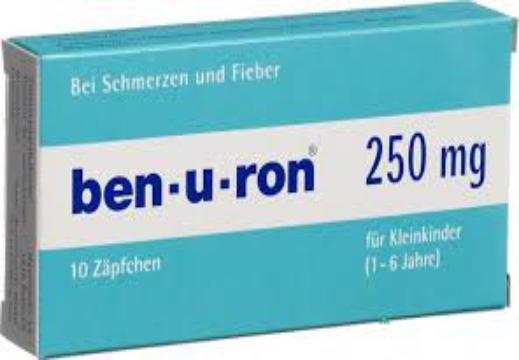 Bei Schmerzen und Fieber
ben-u-ron® 250 mg
10 Zäpfchen
für Kleinkinder
(1-6 Jahre)